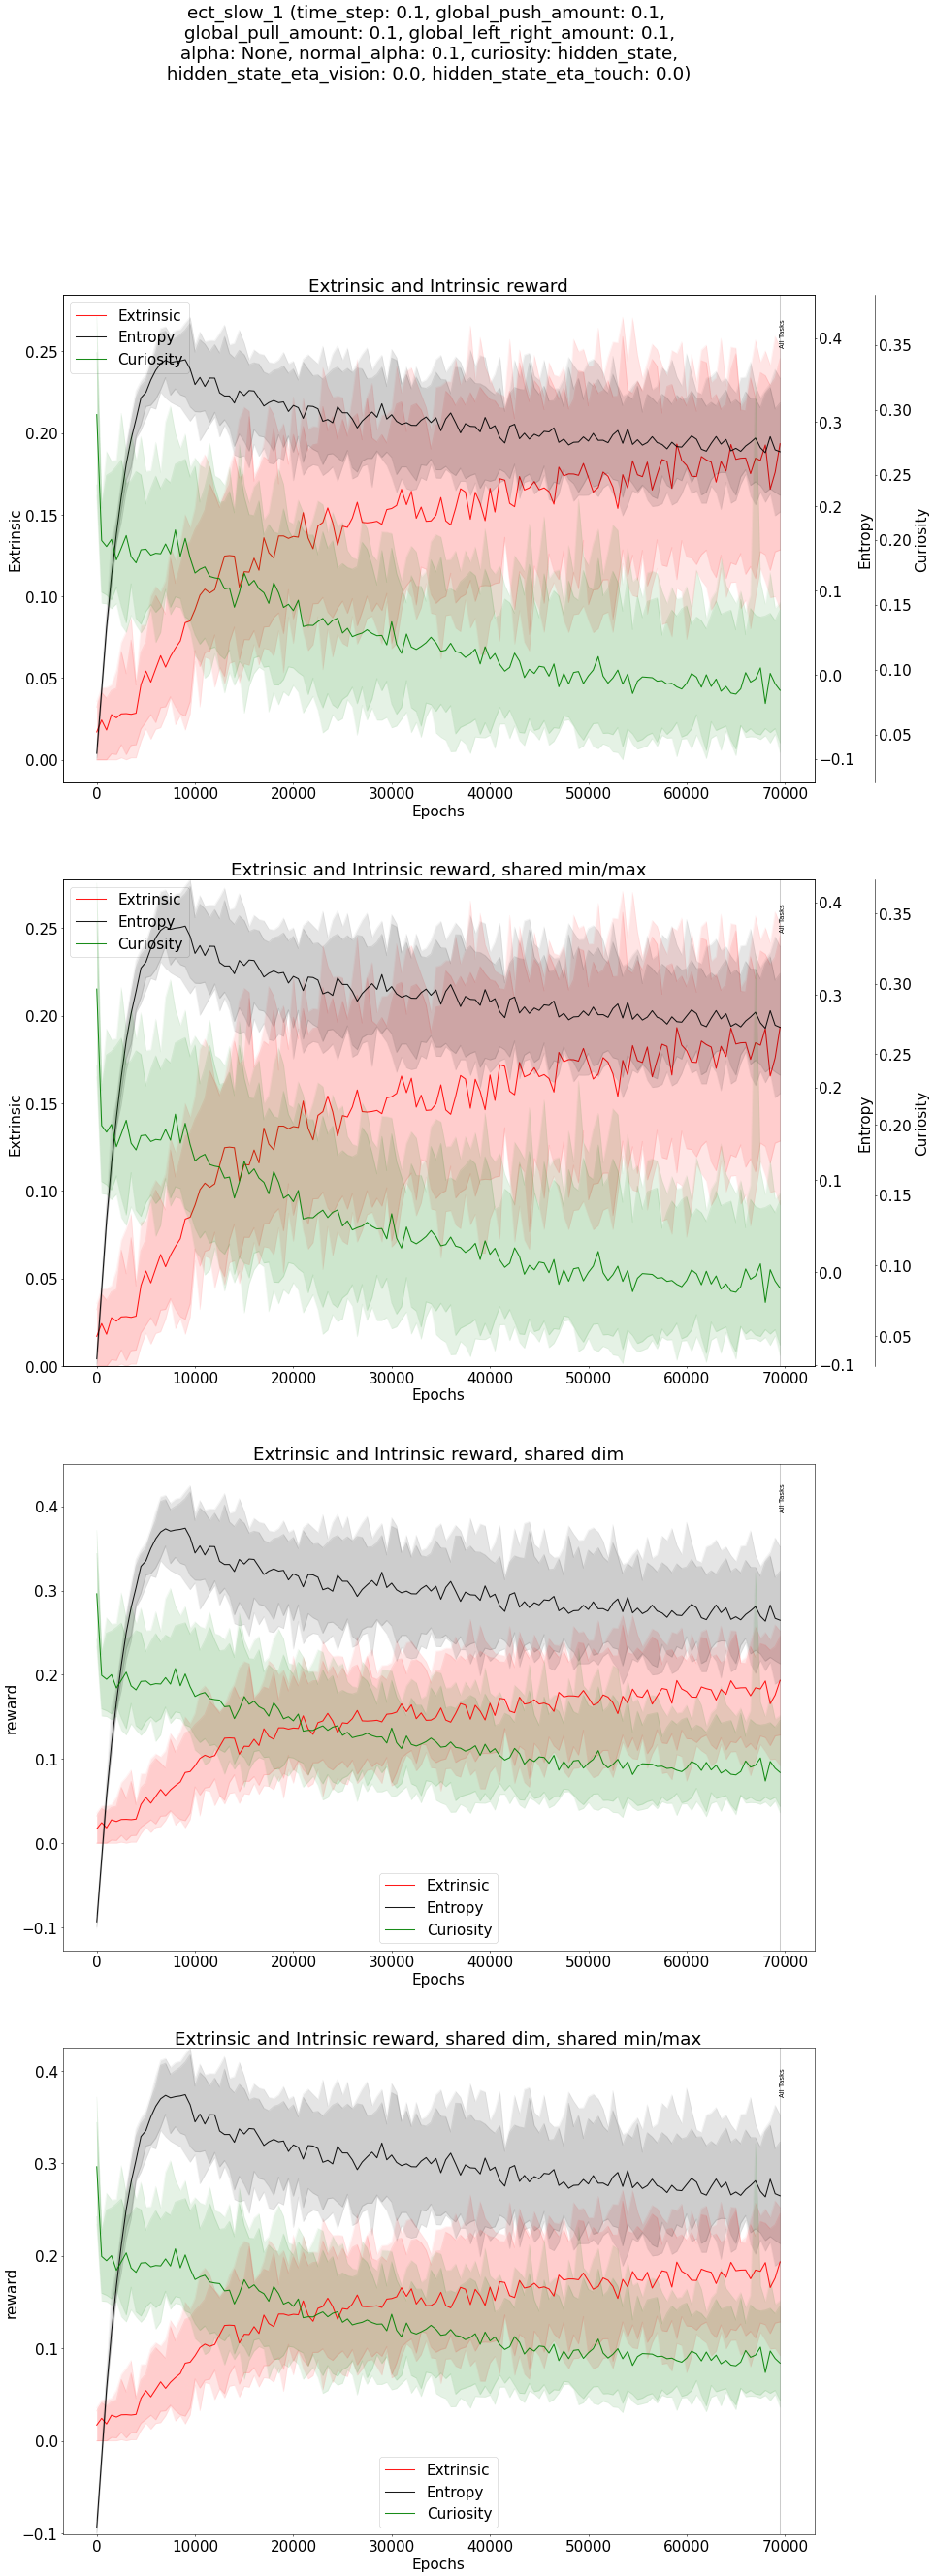 ect_slow_1 (time_step: 0.1, global_push_amount: 0.1,
global_pull_amount: 0.1, global_left_right_amount: 0.1,
alpha: None, normal_alpha: 0.1, curiosity: hidden_state,
hidden_state_eta_vision: 0.0, hidden_state_eta_touch: 0.0)
Extrinsic and Intrinsic reward
Extrinsic
Entropy
Curiosity
All Tasks
0.25
0.20
0.15
0.10
0.05
0.00
Extrinsic
0.4
0.3
0.2
0.1
0.0
−0.1
Entropy
0.35
0.30
0.25
0.20
0.15
0.10
0.05
Curiosity
0 10000 20000 30000 40000 50000 60000 70000
Epochs
Extrinsic and Intrinsic reward, shared min/max
Extrinsic
Entropy
Curiosity
All Tasks
0.25
0.20
0.15
0.10
0.05
0.00
Extrinsic
0.4
0.3
0.2
0.1
0.0
−0.1
Entropy
0.35
0.30
0.25
0.20
0.15
0.10
0.05
Curiosity
0 10000 20000 30000 40000 50000 60000 70000
Epochs
Extrinsic and Intrinsic reward, shared dim
All Tasks
0.4
0.3
0.2
0.1
0.0
−0.1
reward
Extrinsic
Entropy
Curiosity
0 10000 20000 30000 40000 50000 60000 70000
Epochs
Extrinsic and Intrinsic reward, shared dim, shared min/max
All Tasks
0.4
0.3
0.2
0.1
0.0
−0.1
reward
Extrinsic
Entropy
Curiosity
0 10000 20000 30000 40000 50000 60000 70000
Epochs